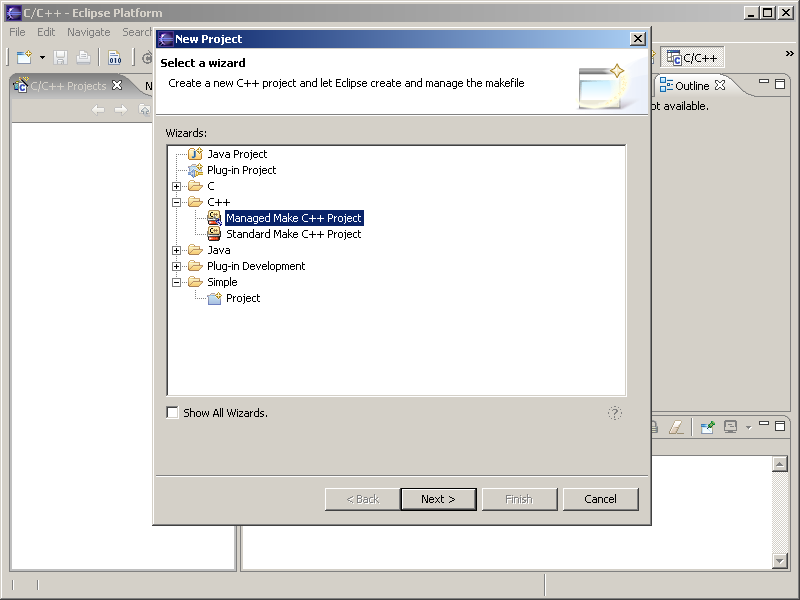 C/C++ - Eclipse Platform
File Edit Navigate Search
New Project
Select a wizard
Create a new C++ project and let Eclipse create and manage the makefile
010
C/C++
»
C/C++ Projects
N
Outline
ot available.
Wizards:
Java Project
Plug-in Project
C
C++
Managed Make C++ Project
Standard Make C++ Project
Java
Plug-in Development
Simple
Project
Show All Wizards.
?
< Back Next > Finish Cancel